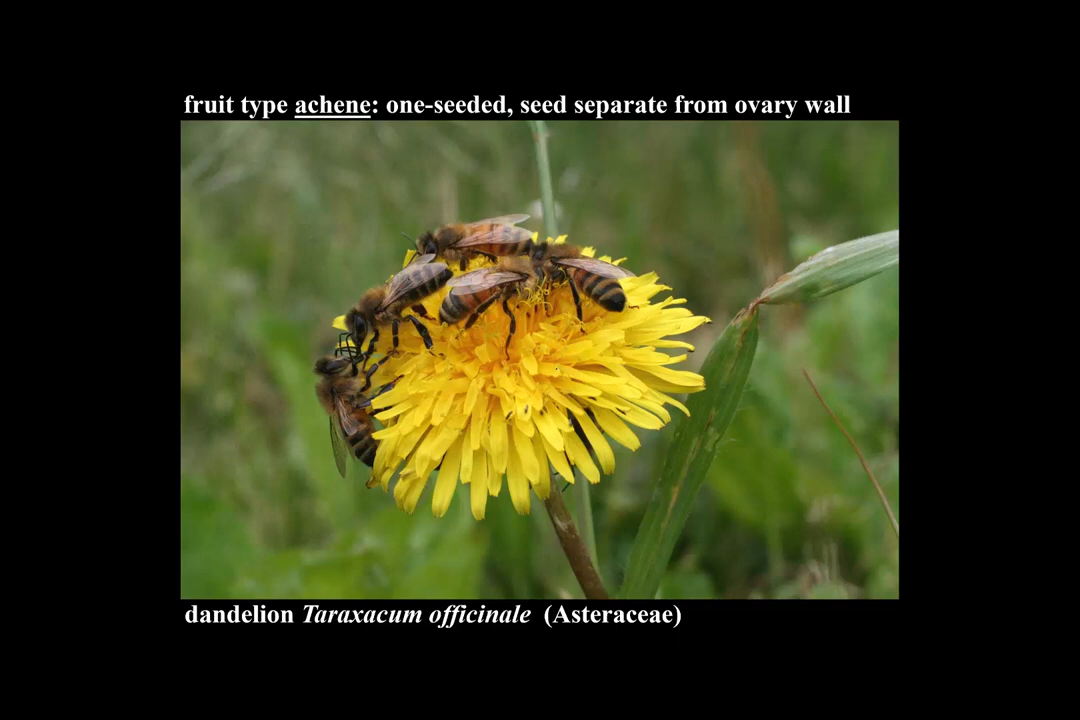 fruit type achene: one-seeded, seed separate from ovary wall
dandelion Taraxacum officinale (Asteraceae)